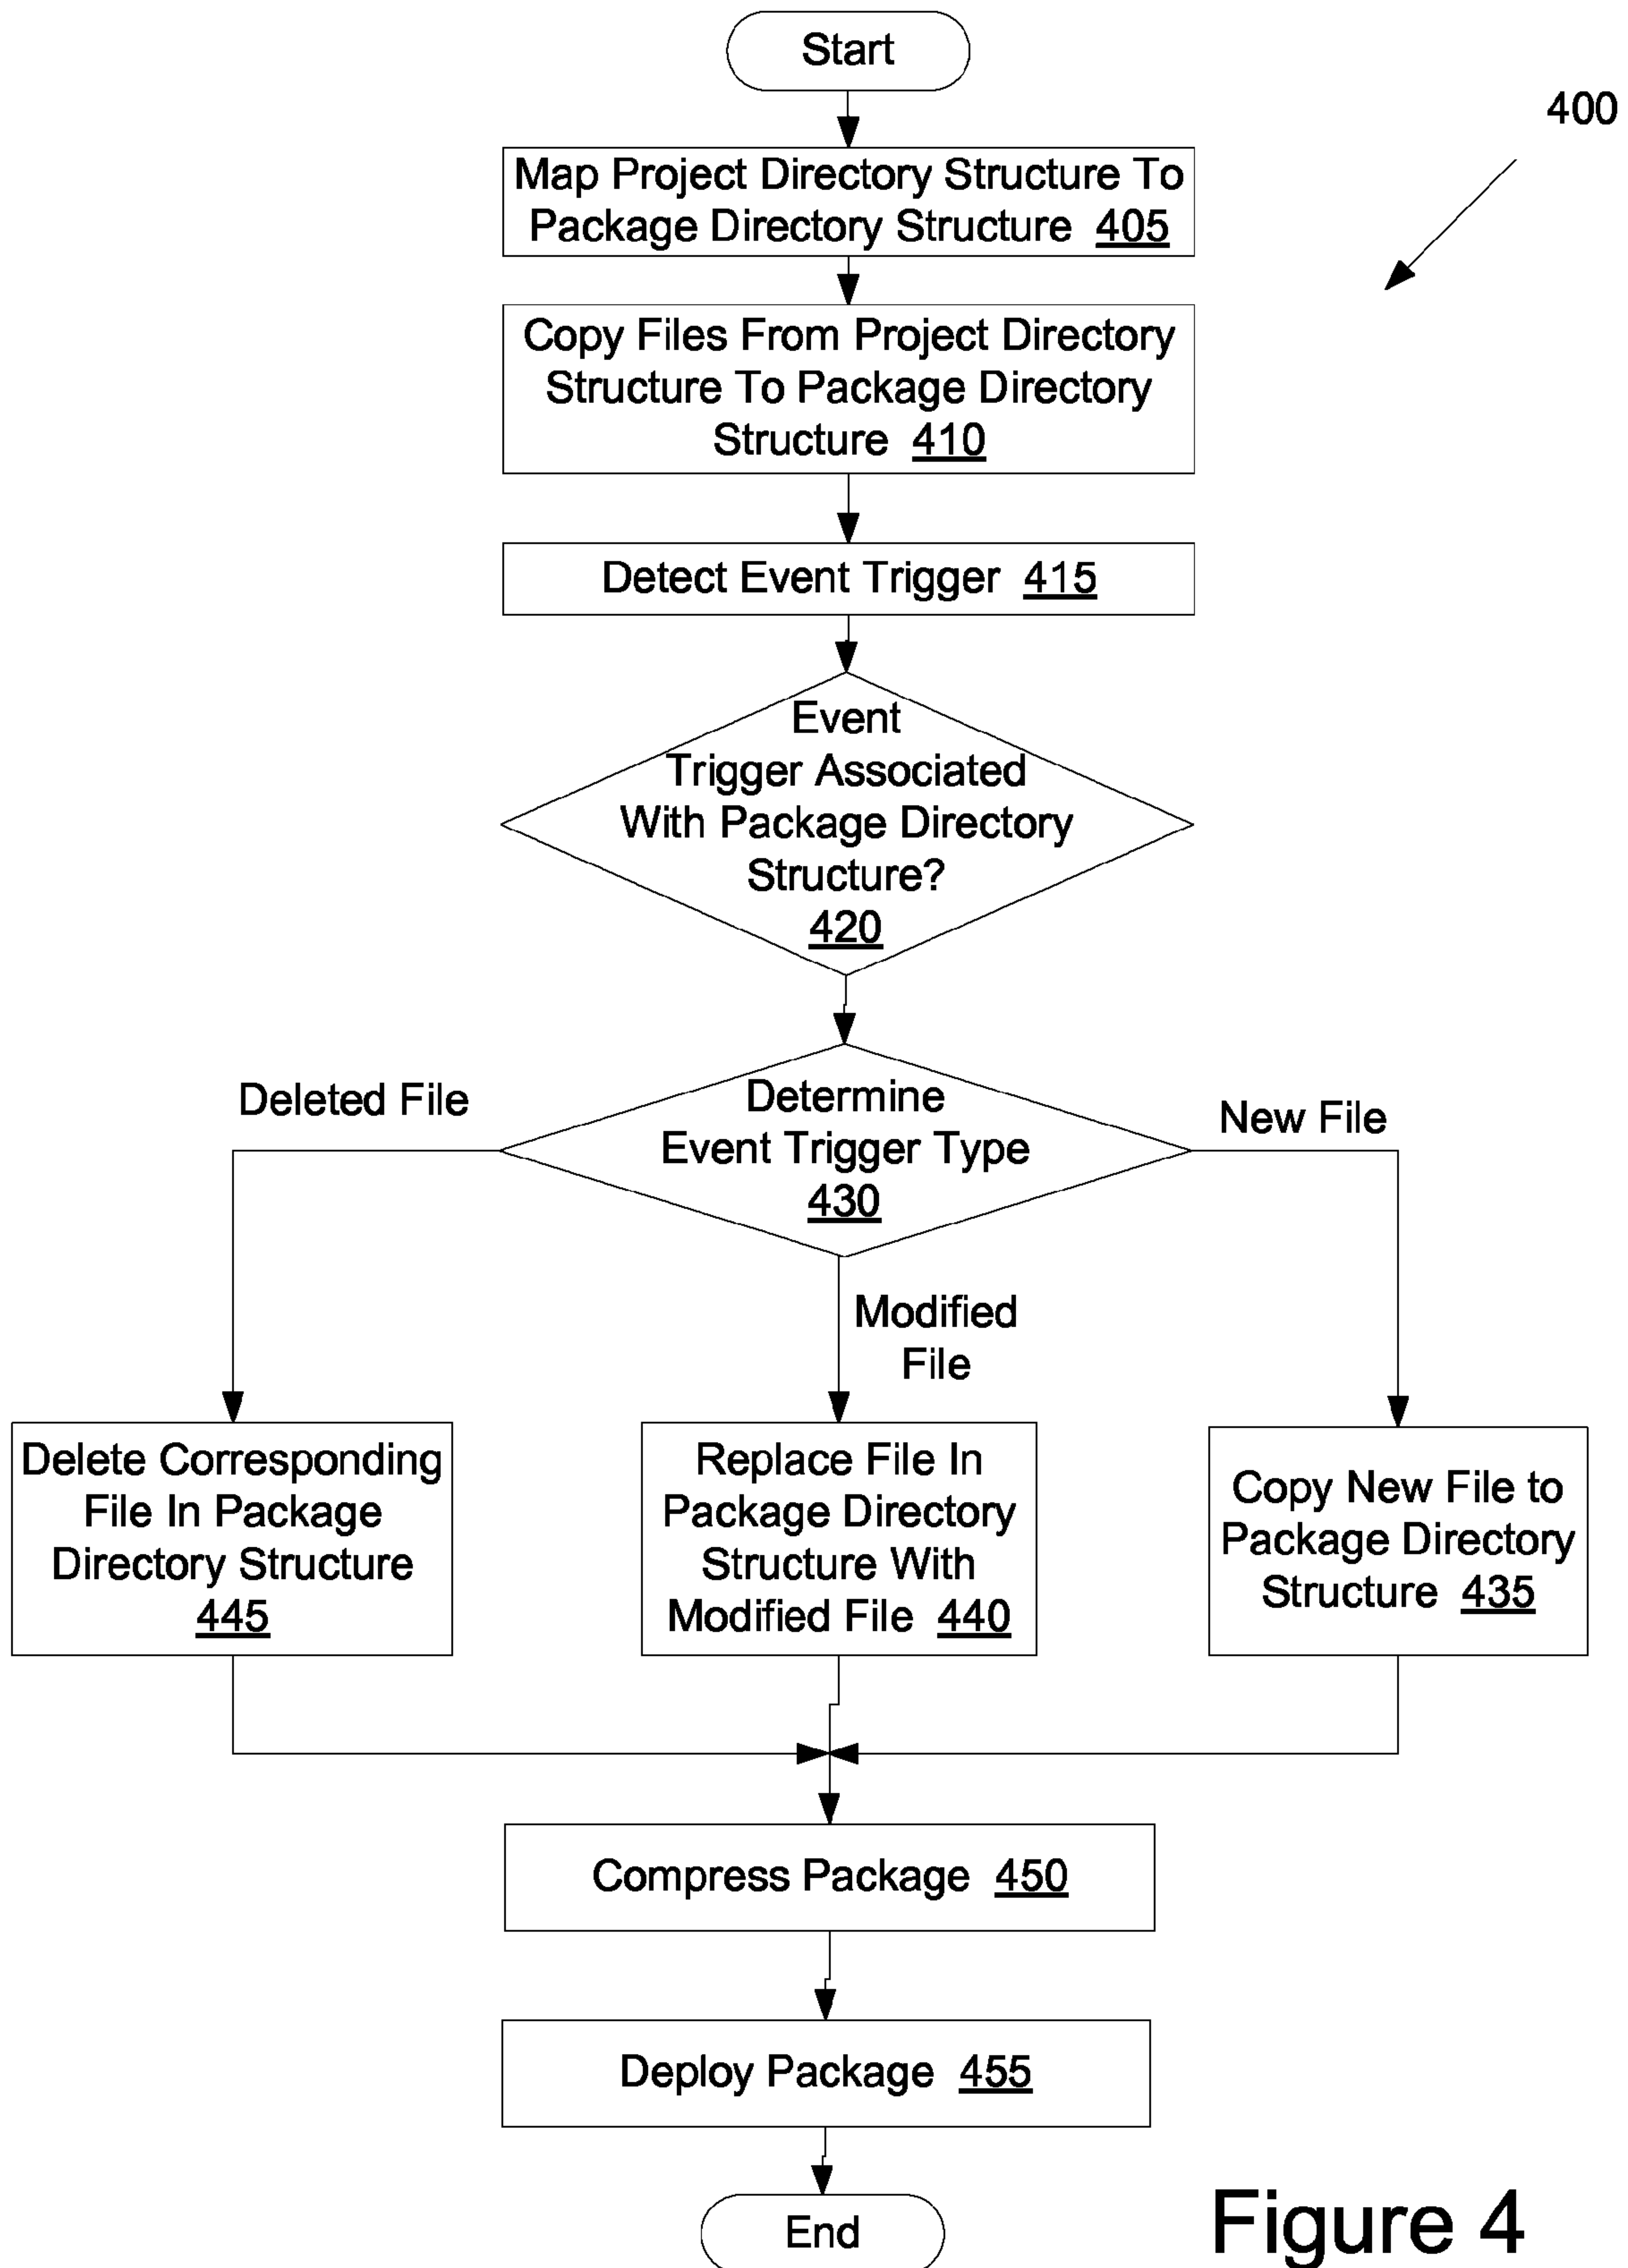 Start
400
Map Project Directory Structure To
Package Directory Structure 405
Copy Files From Project Directory
Structure To Package Directory
Structure 410
Detect Event Trigger 415
Event
Trigger Associated
With Package Directory
Structure?
420
Determine
Event Trigger Type
430
Deleted File
New File
Modified
File
Delete Corresponding
File In Package
Directory Structure
445
Replace File In
Package Directory
Structure With
Modified File 440
Copy New File to
Package Directory
Structure 435
Compress Package 450
Deploy Package 455
End
Figure 4